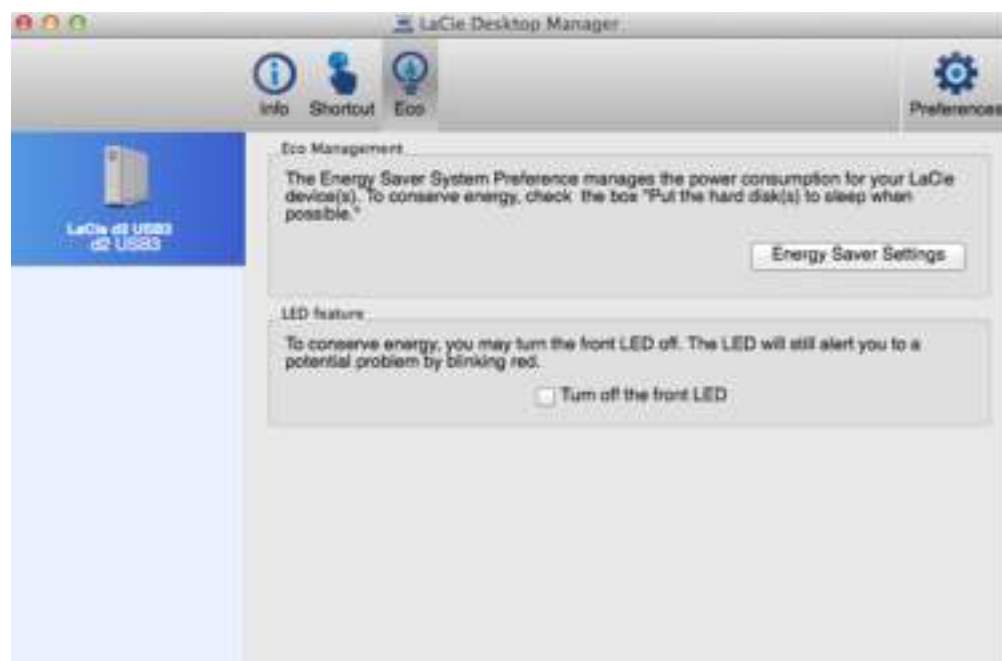 LaCie Desktop Manager
Info Shortcut Eco Preferences
LaCie d2 USB3
d2 USB3
Eco Management
The Energy Saver System Preference manages the power consumption for your LaCie
device(s). To conserve energy, check the box "Put the hard disk(s) to sleep when
possible."
Energy Saver Settings
LED feature
To conserve energy, you may turn the front LED off. The LED will still alert you to a
potential problem by blinking red.
Turn off the front LED